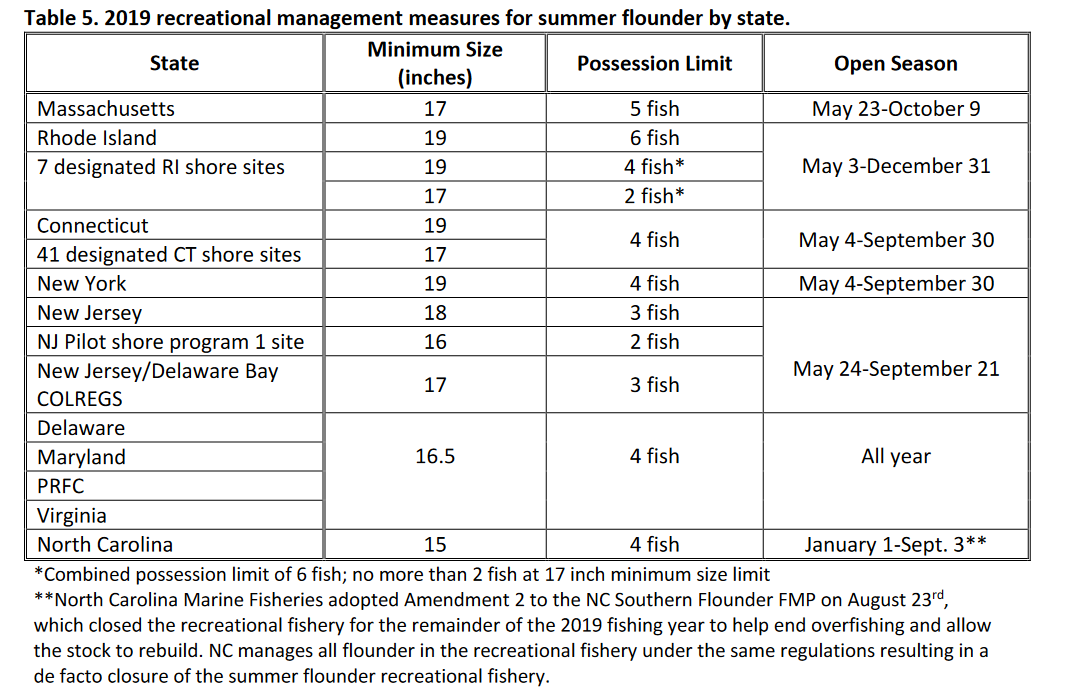 Table 5. 2019 recreational management measures for summer flounder by state.
State Minimum Size (inches) Possession Limit Open Season
Massachusetts 17 5 fish May 23-October 9
Rhode Island 19 6 fish May 3-December 31
7 designated RI shore sites 19 4 fish*
17 2 fish*
Connecticut 19 4 fish May 4-September 30
41 designated CT shore sites 17
New York 19 4 fish May 4-September 30
New Jersey 18 3 fish May 24-September 21
NJ Pilot shore program 1 site 16 2 fish
New Jersey/Delaware Bay
COLREGS 17 3 fish
Delaware 16.5 4 fish All year
Maryland
PRFC
Virginia
North Carolina 15 4 fish January 1-Sept. 3**
*Combined possession limit of 6 fish; no more than 2 fish at 17 inch minimum size limit
**North Carolina Marine Fisheries adopted Amendment 2 to the NC Southern Flounder FMP on August 23rd,
which closed the recreational fishery for the remainder of the 2019 fishing year to help end overfishing and allow
the stock to rebuild. NC manages all flounder in the recreational fishery under the same regulations resulting in a
de facto closure of the summer flounder recreational fishery.